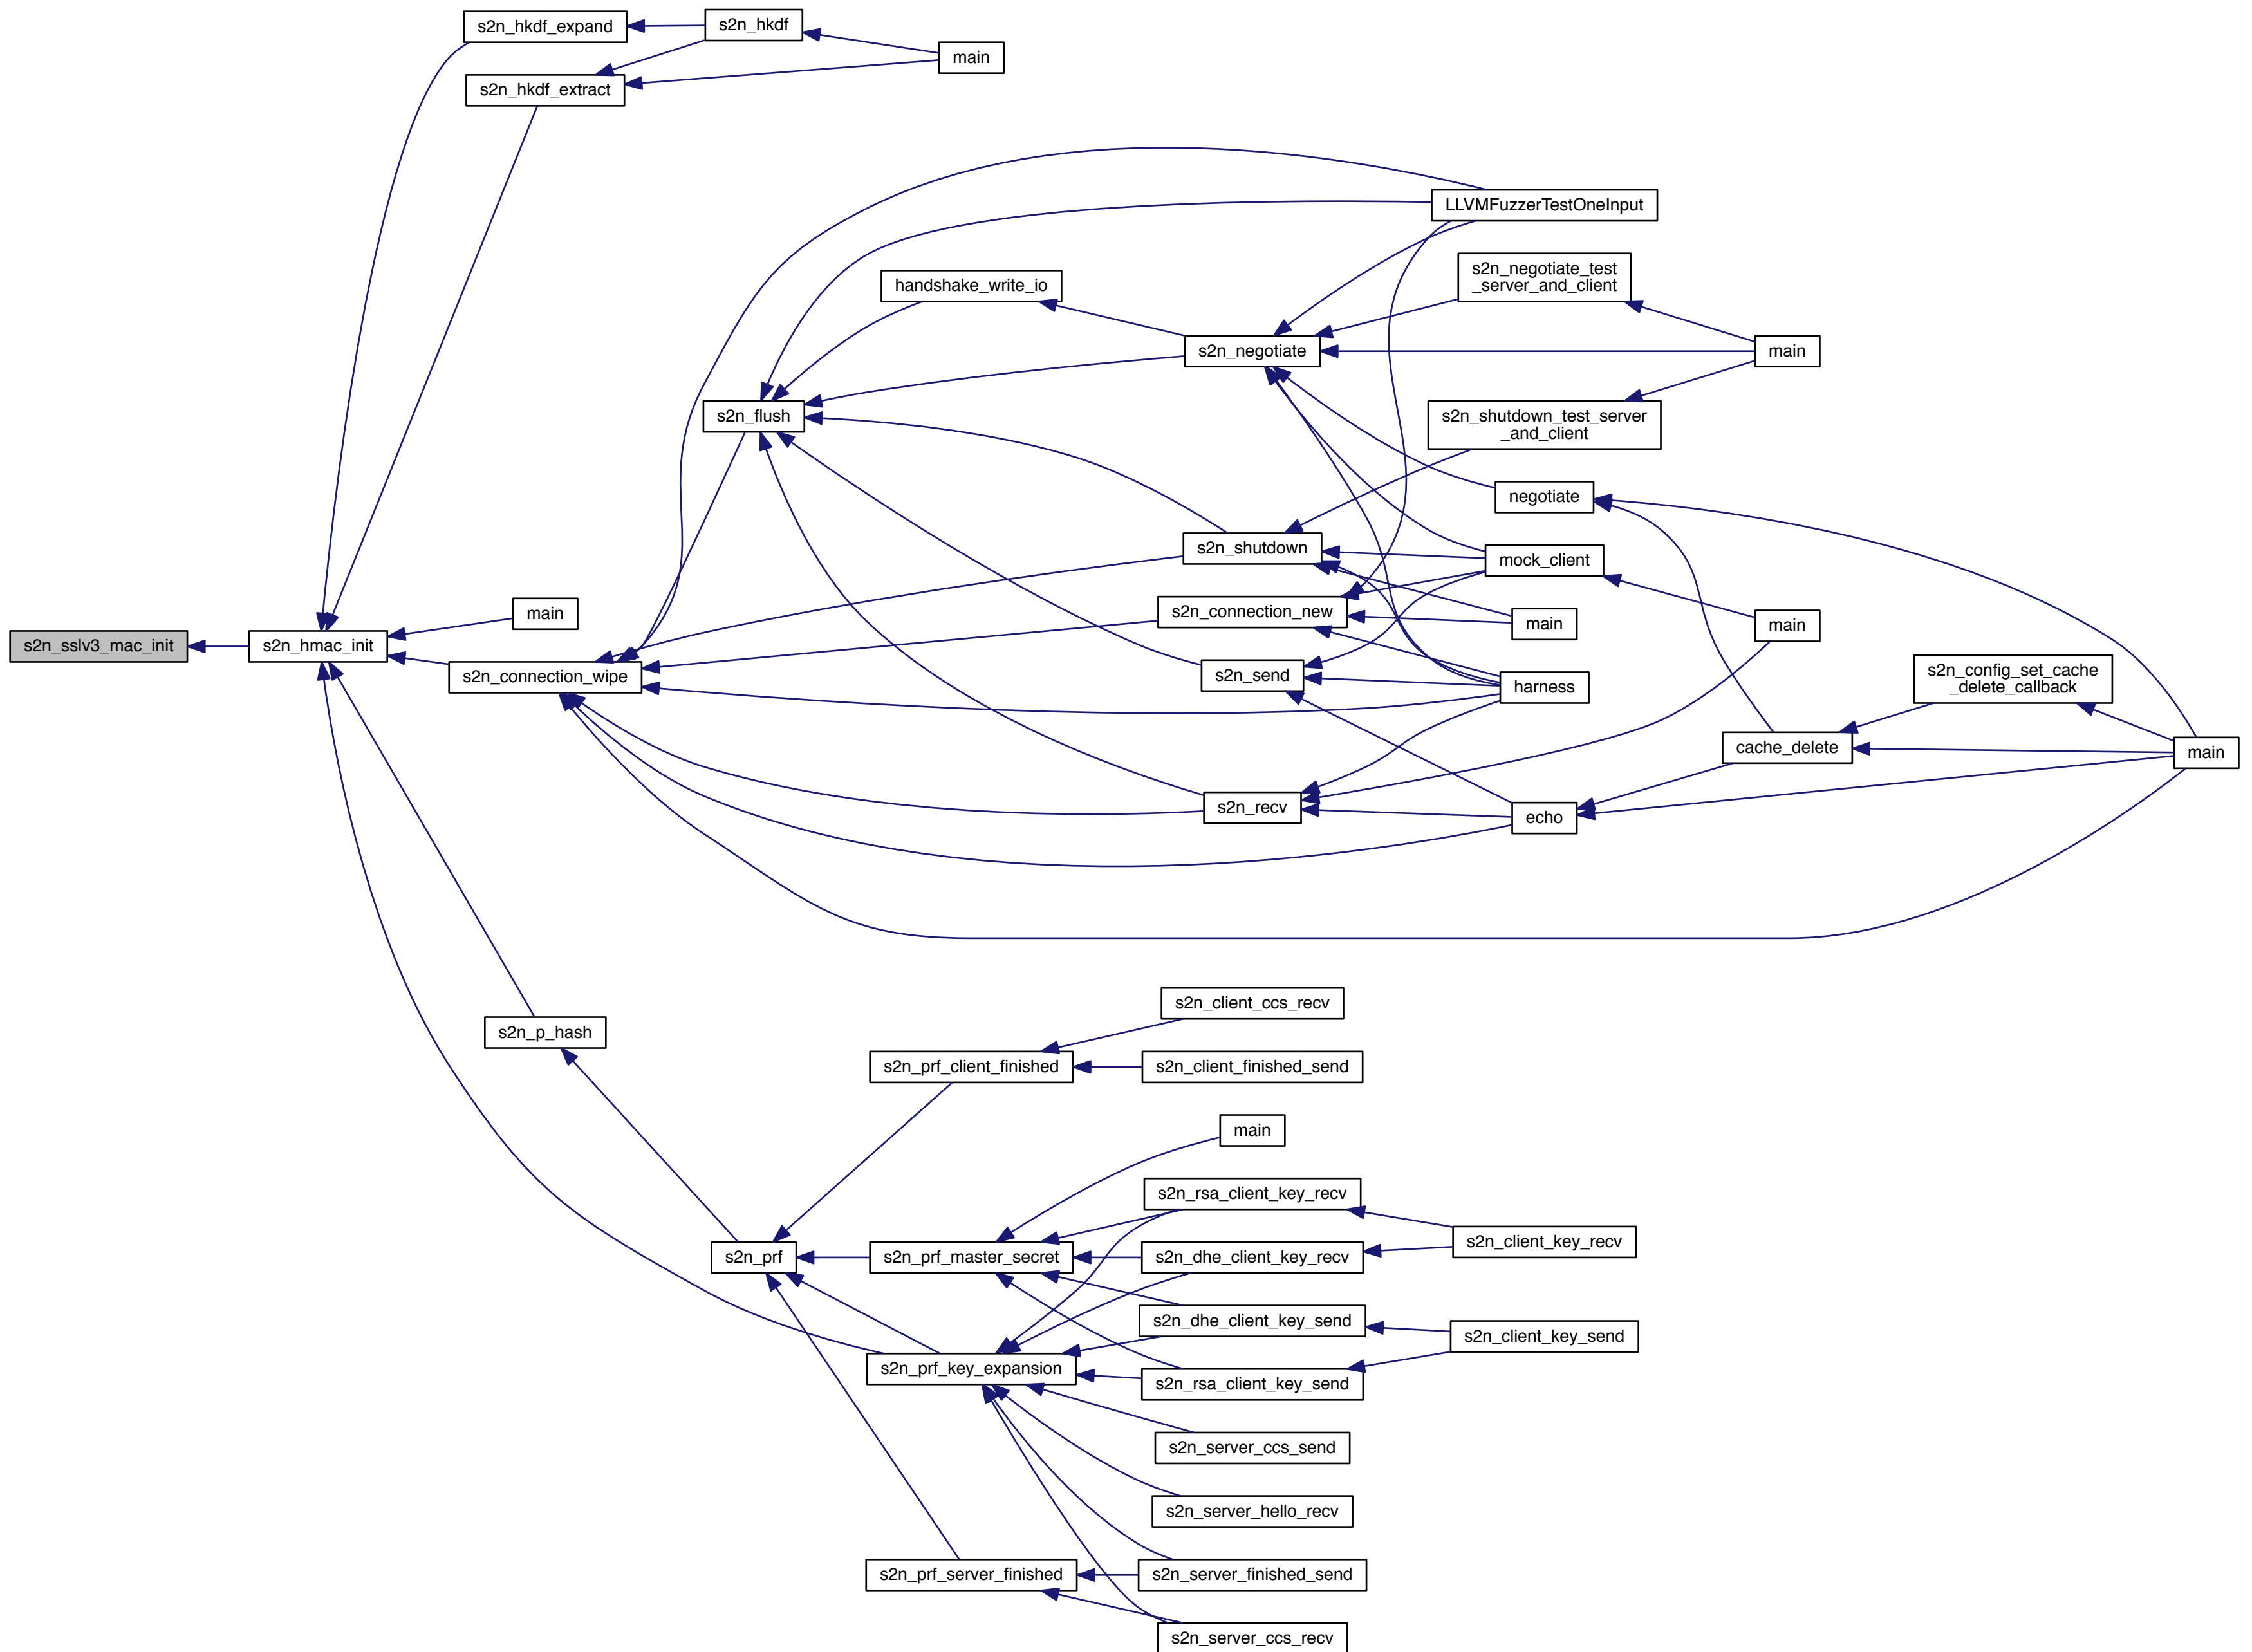 s2n_hkdf_expand
s2n_hkdf
main
s2n_hkdf_extract
LLVMFuzzerTestOneInput
s2n_negotiate_test
_server_and_client
handshake_write_io
s2n_negotiate
main
s2n_flush
s2n_shutdown_test_server
_and_client
negotiate
s2n_shutdown
mock_client
main
s2n_connection_new
main
main
s2n_sslv3_mac_init
s2n_hmac_init
s2n_connection_wipe
s2n_send
harness
s2n_config_set_cache
_delete_callback
cache_delete
main
s2n_recv
echo
s2n_client_ccs_recv
s2n_p_hash
s2n_prf_client_finished
s2n_client_finished_send
main
s2n_rsa_client_key_recv
s2n_client_key_recv
s2n_prf
s2n_prf_master_secret
s2n_dhe_client_key_recv
s2n_dhe_client_key_send
s2n_client_key_send
s2n_prf_key_expansion
s2n_rsa_client_key_send
s2n_server_ccs_send
s2n_server_hello_recv
s2n_prf_server_finished
s2n_server_finished_send
s2n_server_ccs_recv